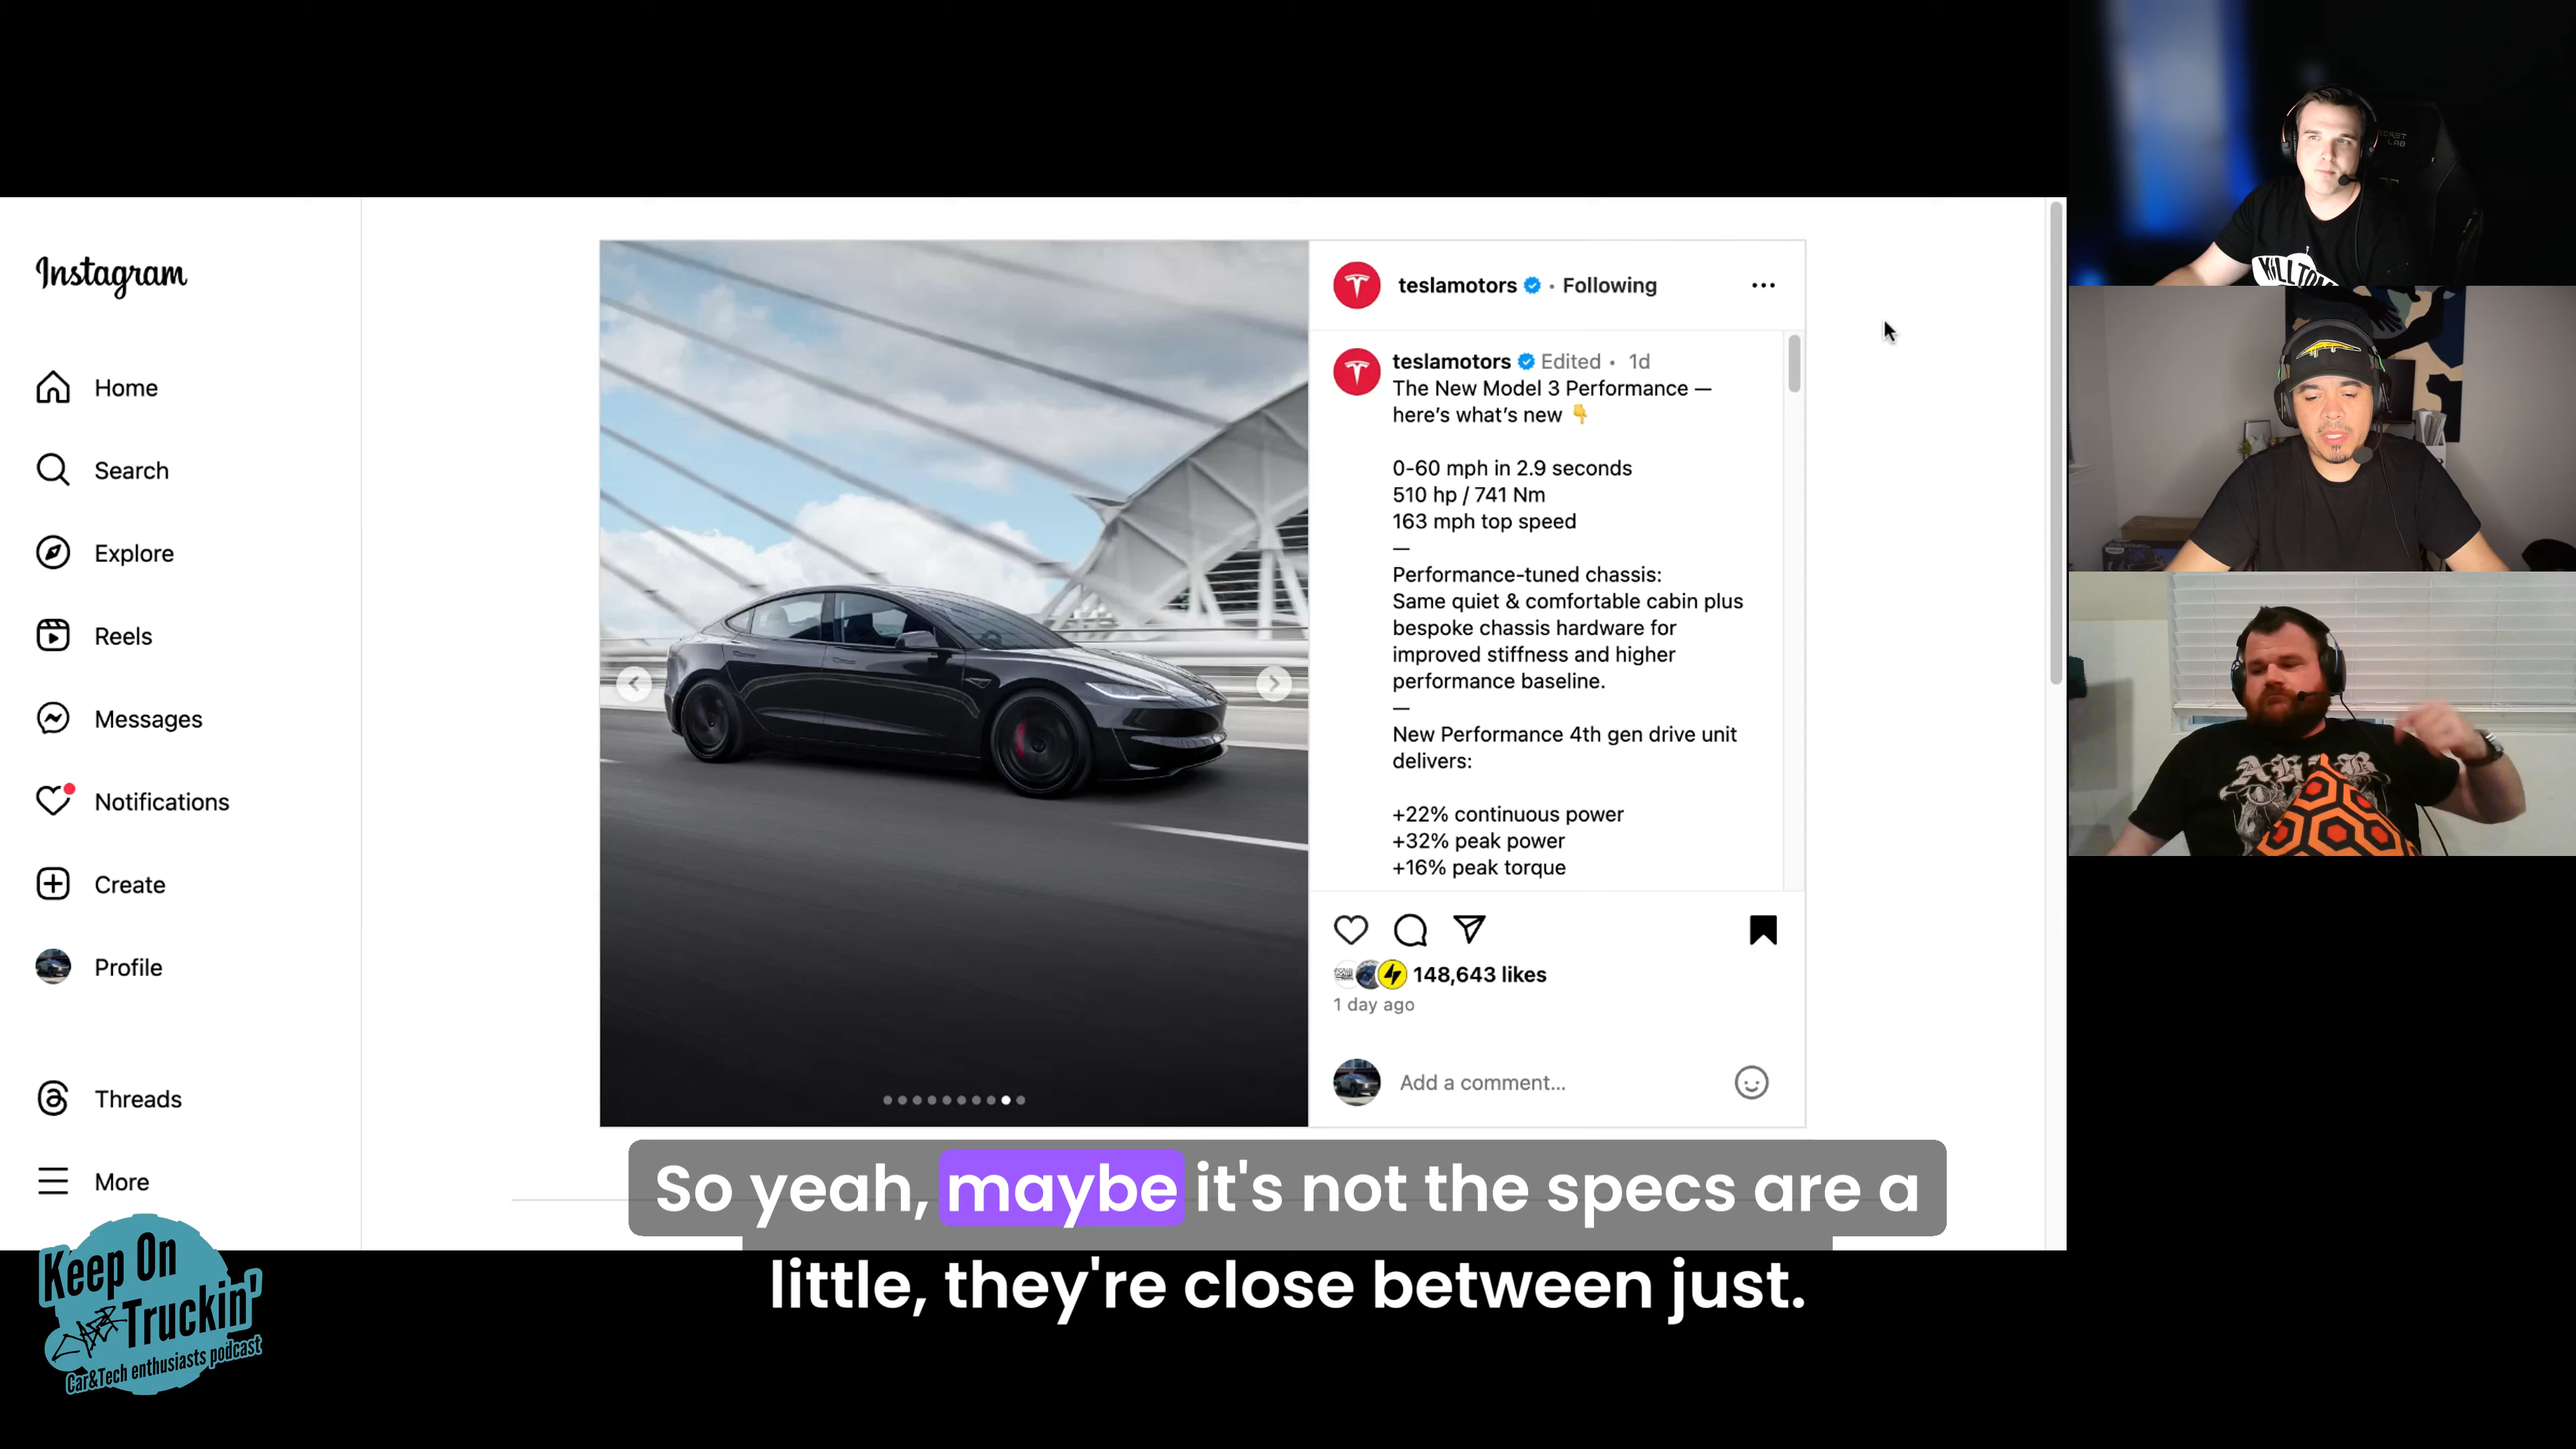 Instagram
Home
Search
Explore
Reels
Messages
Notifications
Create
Profile
Threads
More
teslamotors • Following
teslamotors Edited • 1d
The New Model 3 Performance —
here's what's new 👇
0-60 mph in 2.9 seconds
510 hp / 741 Nm
163 mph top speed
—
Performance-tuned chassis:
Same quiet & comfortable cabin plus
bespoke chassis hardware for
improved stiffness and higher
performance baseline.
—
New Performance 4th gen drive unit
delivers:
+22% continuous power
+32% peak power
+16% peak torque
148,643 likes
1 day ago
Add a comment...
So yeah, maybe it's not the specs are a
little, they're close between just.
Keep On
Truckin'
Car&Tech enthusiasts podcast